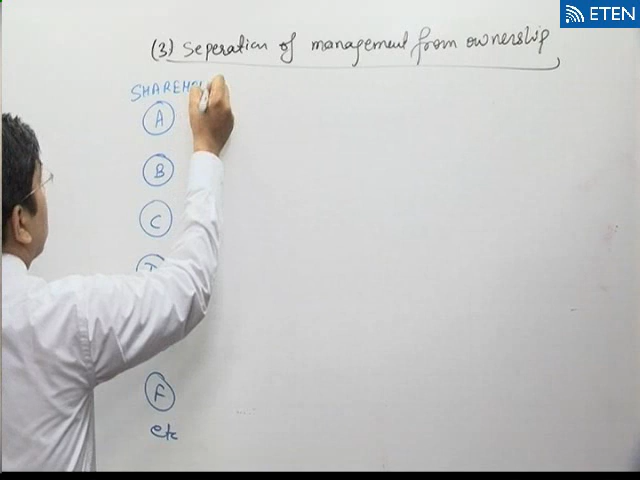 ETEN
(3) Seperation of management from ownership
A
B
C
F
etc